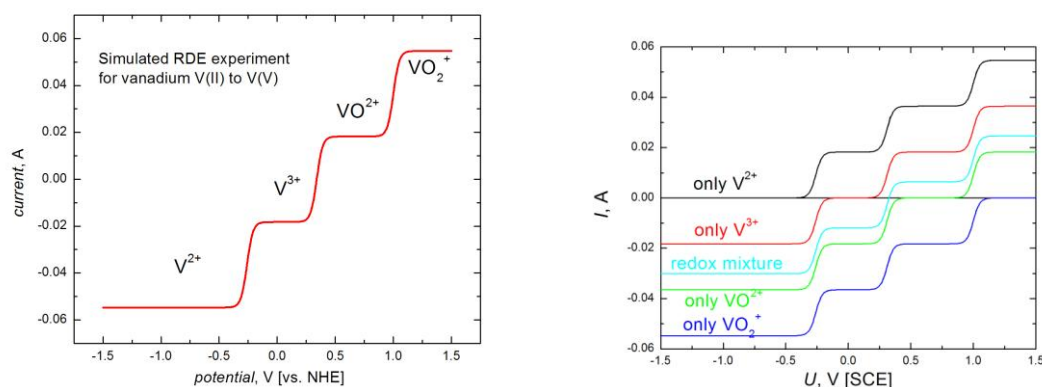 Simulated RDE experiment
for vanadium V(II) to V(V)
VO₂⁺
VO²⁺
V³⁺
V²⁺
current, A
0.06
0.04
0.02
0.00
-0.02
-0.04
-0.06
-1.5 -1.0 -0.5 0.0 0.5 1.0 1.5
potential, V [vs. NHE]
I, A
0.06
0.04
0.02
0.00
-0.02
-0.04
-0.06
only V²⁺
only V³⁺
redox mixture
only VO²⁺
only VO₂⁺
-1.5 -1.0 -0.5 0.0 0.5 1.0 1.5
U, V [SCE]